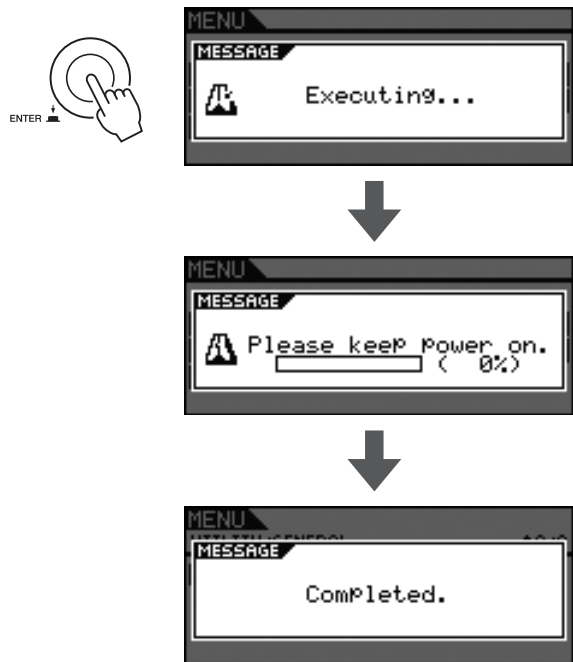 MENU
MESSAGE
Executing...
ENTER
MENU
MESSAGE
Please keep power on.
( 0%)
MENU
MESSAGE
Completed.